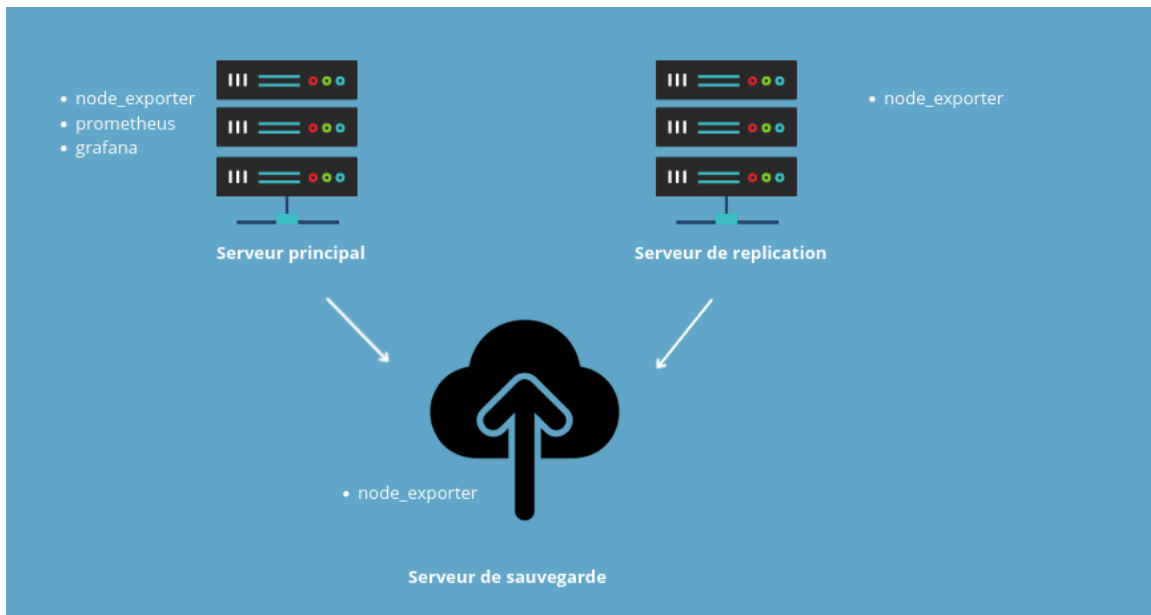 • node_exporter
• prometheus
• grafana
• node_exporter
Serveur principal
Serveur de replication
• node_exporter
Serveur de sauvegarde